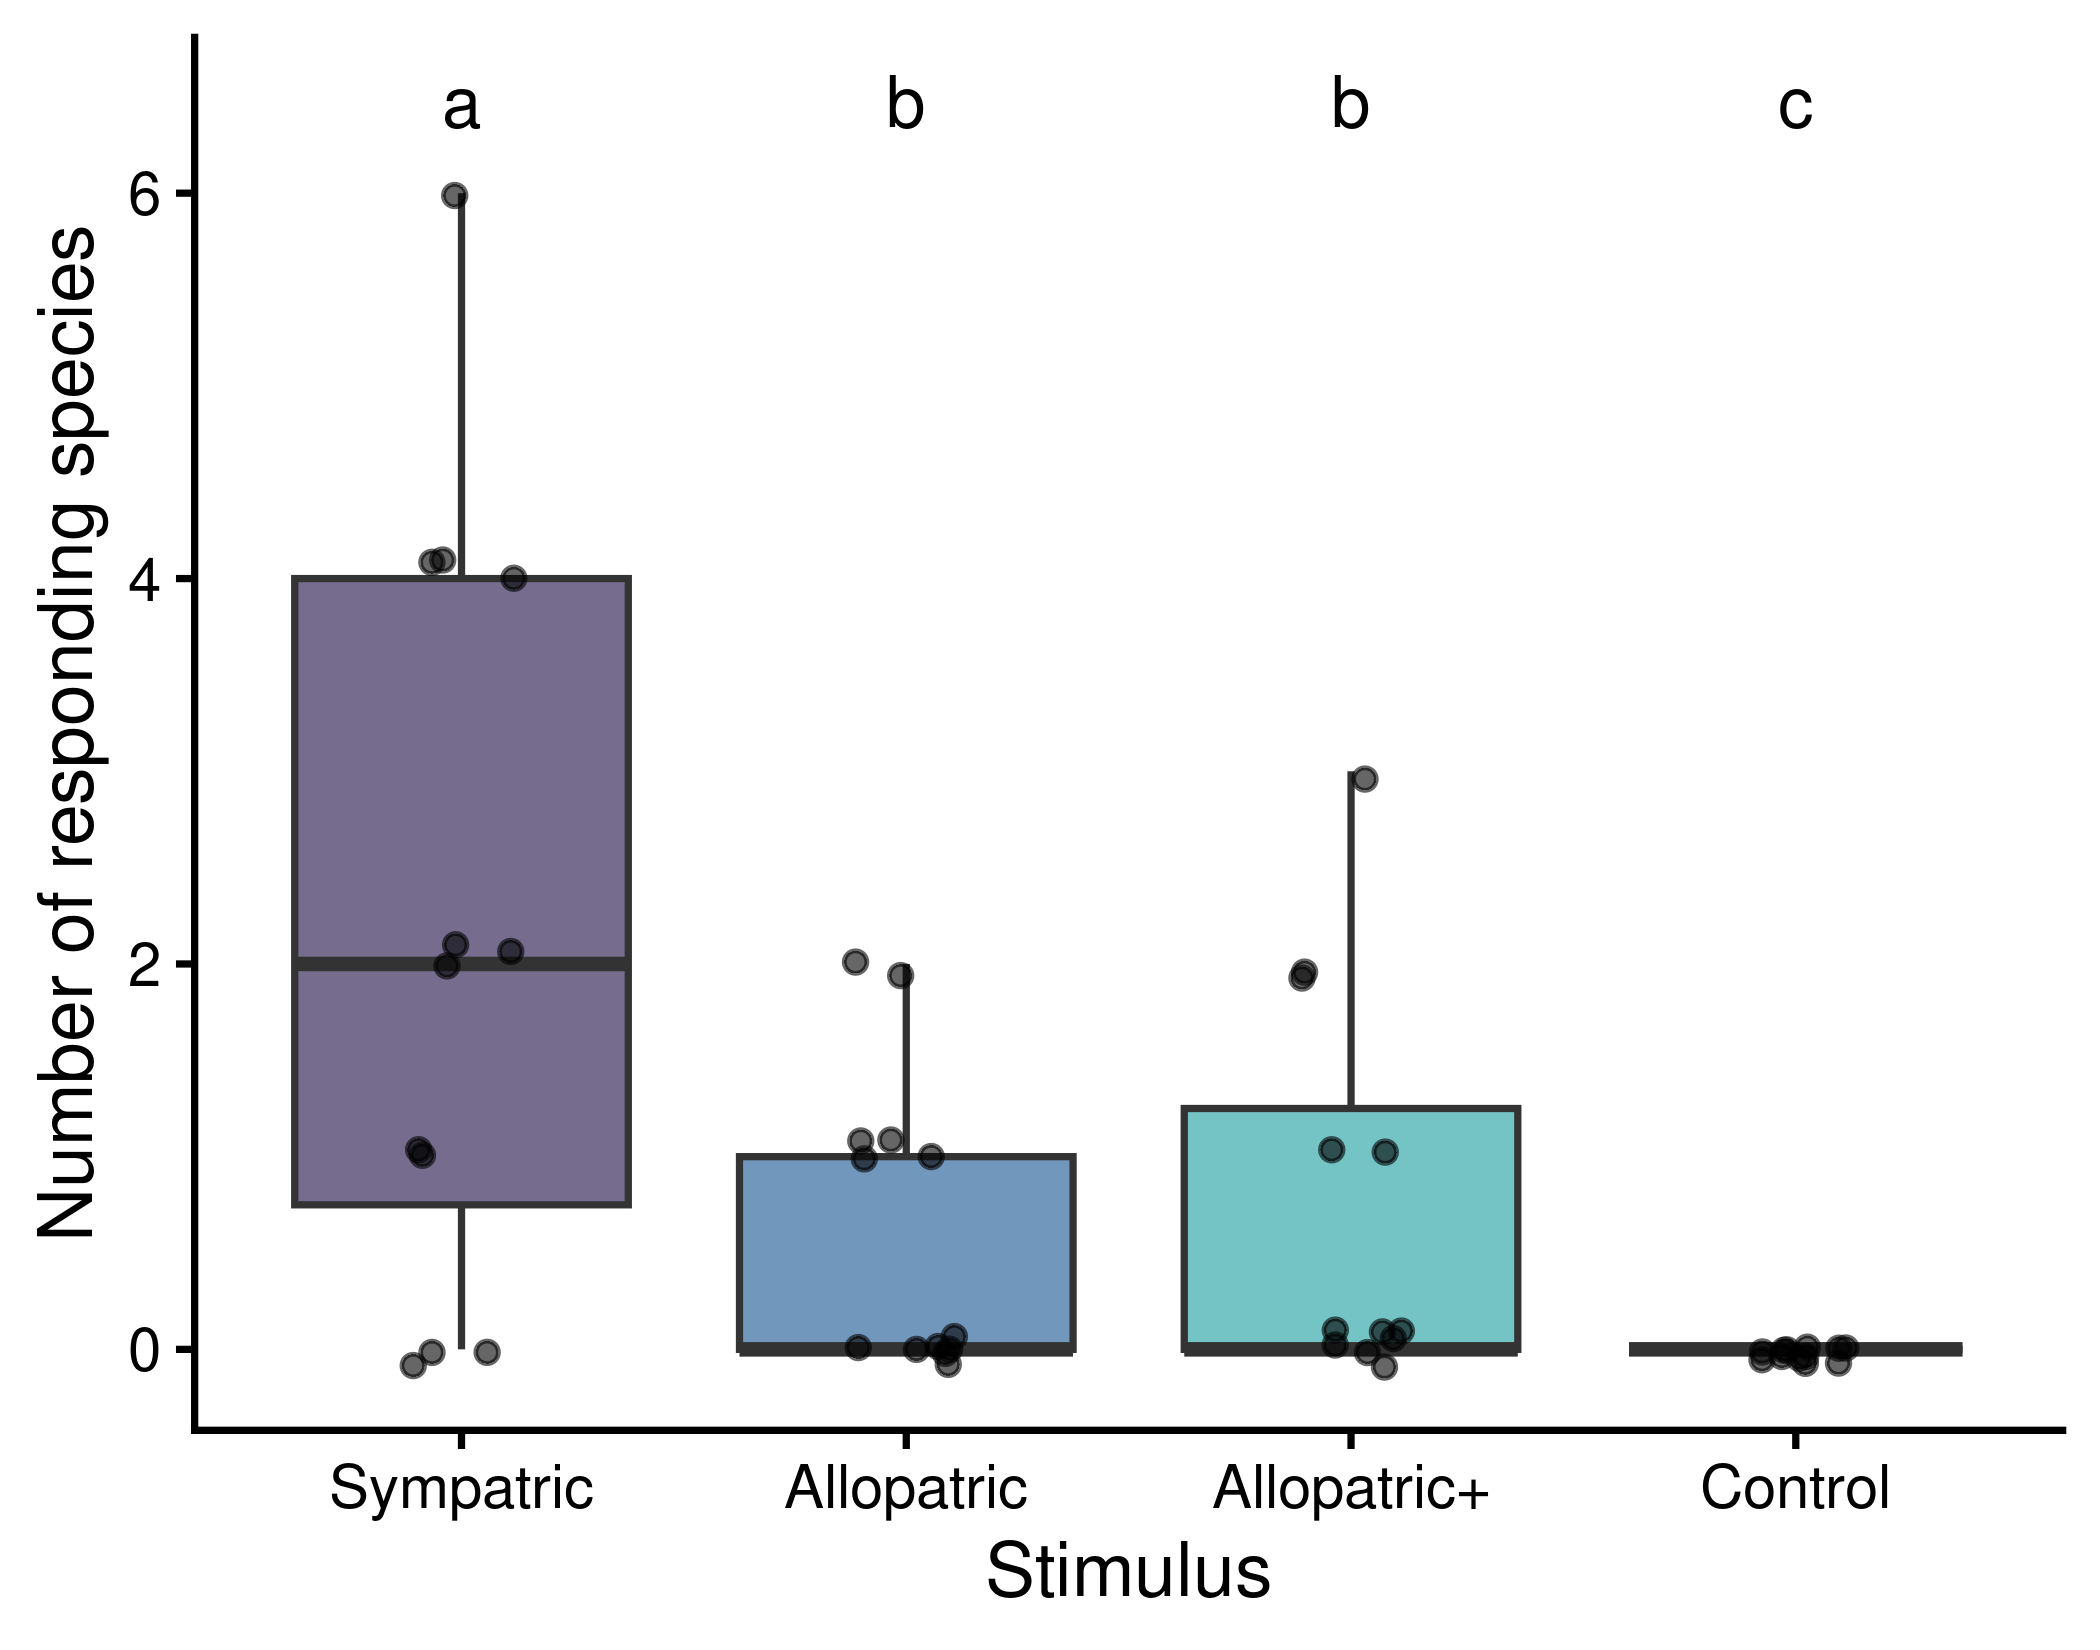 a b b c
6
4
2
0
Number of responding species
Sympatric Allopatric Allopatric+ Control
Stimulus